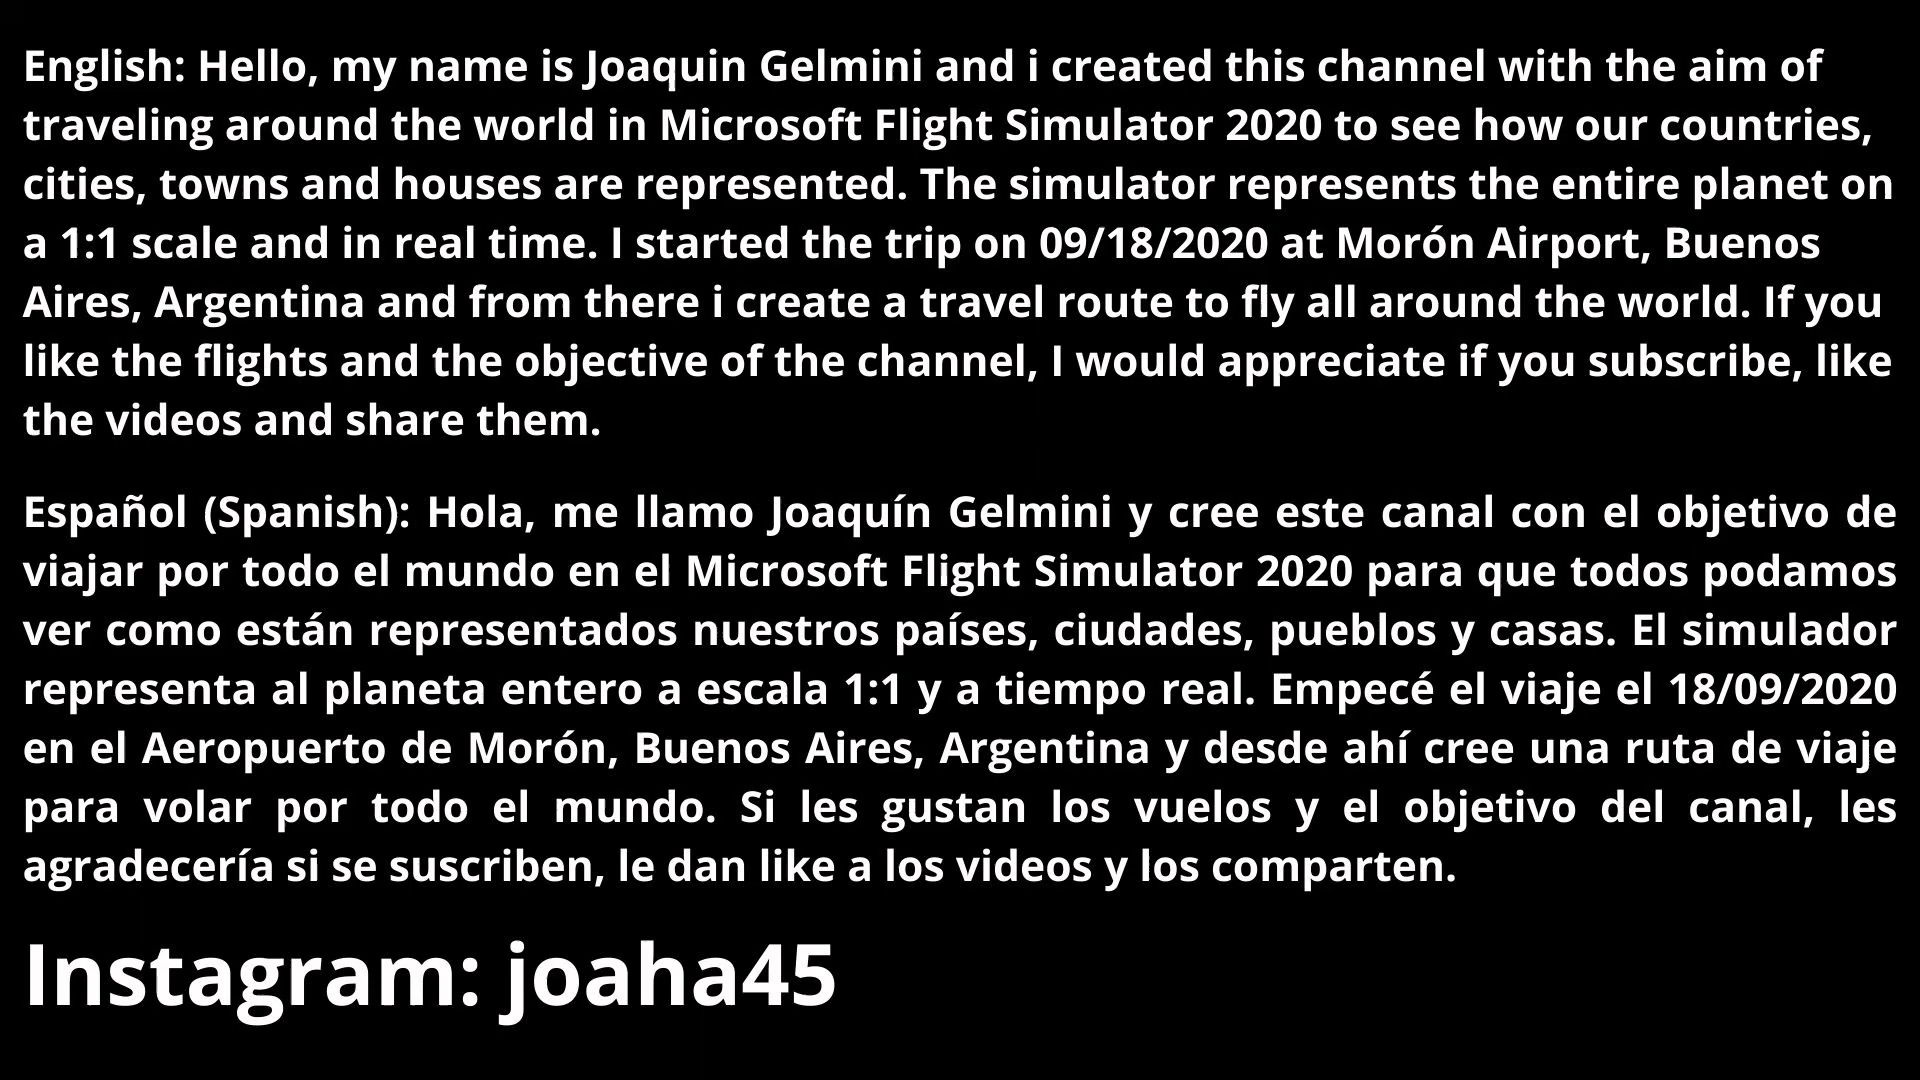 English: Hello, my name is Joaquin Gelmini and i created this channel with the aim of
traveling around the world in Microsoft Flight Simulator 2020 to see how our countries,
cities, towns and houses are represented. The simulator represents the entire planet on
a 1:1 scale and in real time. I started the trip on 09/18/2020 at Morón Airport, Buenos
Aires, Argentina and from there i create a travel route to fly all around the world. If you
like the flights and the objective of the channel, I would appreciate if you subscribe, like
the videos and share them.
Español (Spanish): Hola, me llamo Joaquín Gelmini y cree este canal con el objetivo de
viajar por todo el mundo en el Microsoft Flight Simulator 2020 para que todos podamos
ver como están representados nuestros países, ciudades, pueblos y casas. El simulador
representa al planeta entero a escala 1:1 y a tiempo real. Empecé el viaje el 18/09/2020
en el Aeropuerto de Morón, Buenos Aires, Argentina y desde ahí cree una ruta de viaje
para volar por todo el mundo. Si les gustan los vuelos y el objetivo del canal, les
agradecería si se suscriben, le dan like a los videos y los comparten.
Instagram: joaha45